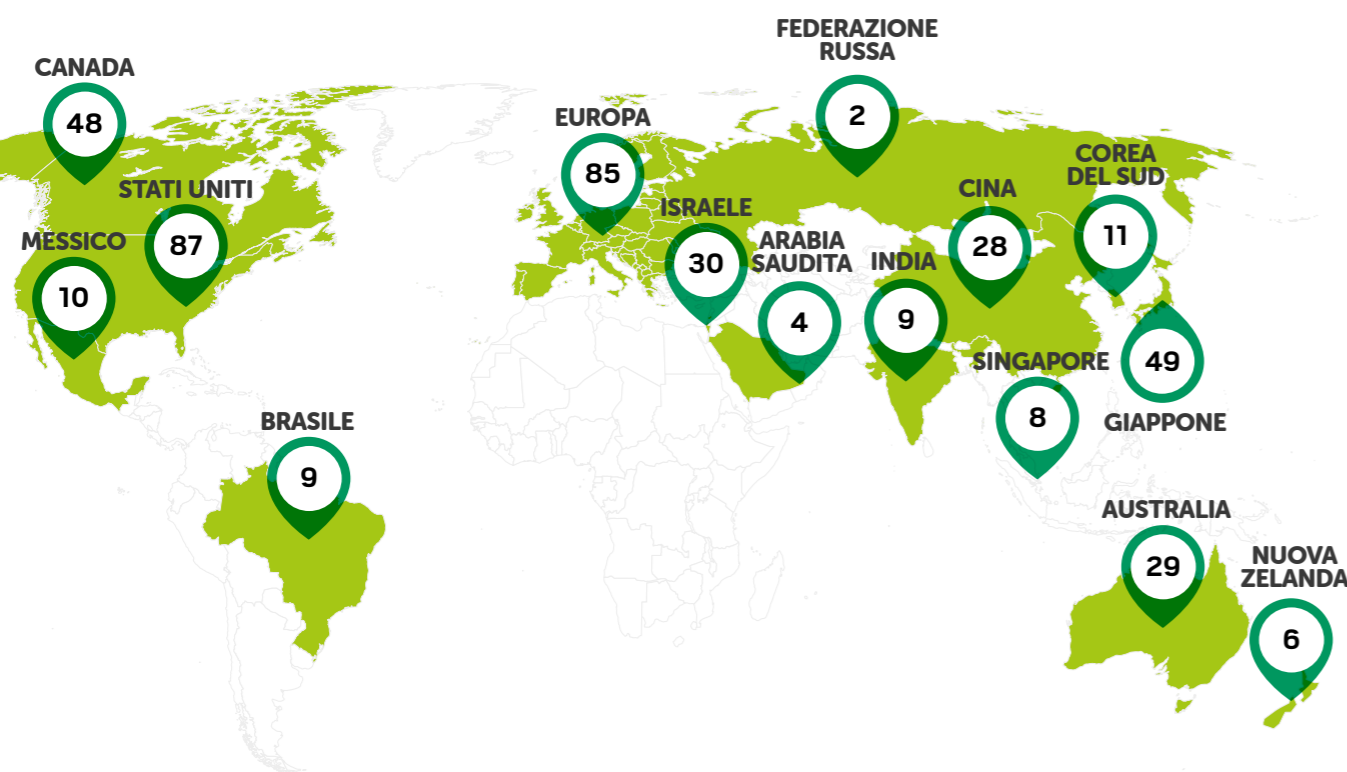 FEDERAZIONE
RUSSA
2
CANADA
48
EUROPA
85
COREA
DEL SUD
11
STATI UNITI
87
CINA
28
ISRAELE
30
MESSICO
10
ARABIA
SAUDITA
4
INDIA
9
SINGAPORE
8
49
GIAPPONE
BRASILE
9
AUSTRALIA
29
NUOVA
ZELANDA
6